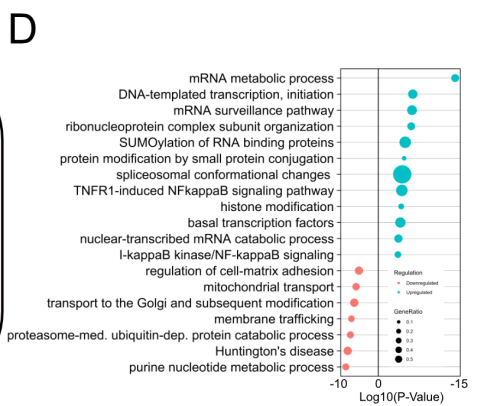 D
mRNA metabolic process
DNA-templated transcription, initiation
mRNA surveillance pathway
ribonucleoprotein complex subunit organization
SUMOylation of RNA binding proteins
protein modification by small protein conjugation
spliceosomal conformational changes
TNFR1-induced NFkappaB signaling pathway
histone modification
basal transcription factors
nuclear-transcribed mRNA catabolic process
I-kappaB kinase/NF-kappaB signaling
regulation of cell-matrix adhesion
mitochondrial transport
transport to the Golgi and subsequent modification
membrane trafficking
proteasome-med. ubiquitin-dep. protein catabolic process
Huntington's disease
purine nucleotide metabolic process
Regulation
Downregulated
Upregulated
GeneRatio
0.1
0.2
0.3
0.4
0.5
-10 0 -15
Log10(P-Value)